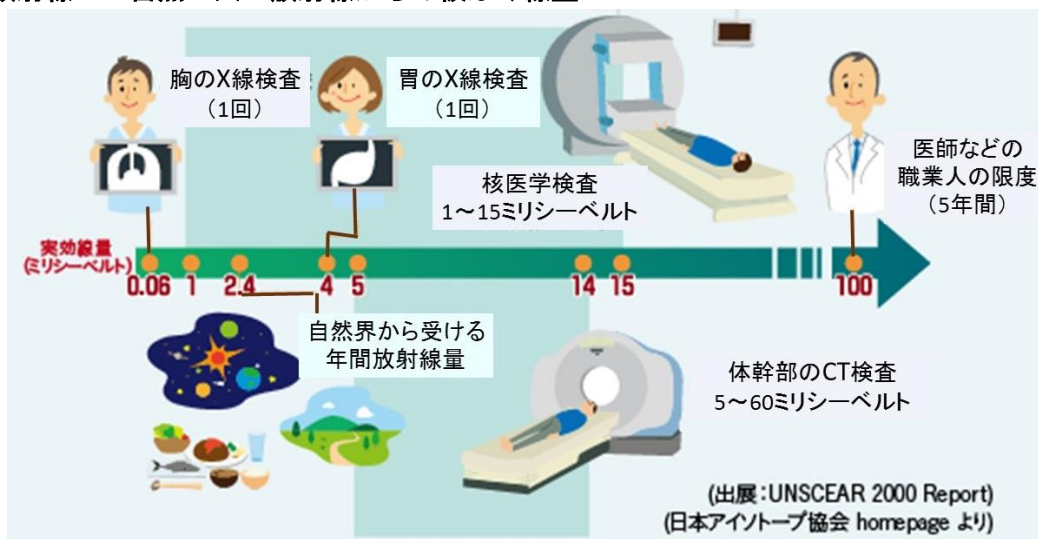 胸のX線検査
（1回）
胃のX線検査
（1回）
核医学検査
1～15ミリシーベルト
医師などの
職業人の限度
（5年間）
実効線量
(ミリシーベルト)
0.06 1 2.4 4 5 14 15 100
自然界から受ける
年間放射線量
体幹部のCT検査
5～60ミリシーベルト
(出展：UNSCEAR 2000 Report)
(日本アイソトープ協会 homepage より)